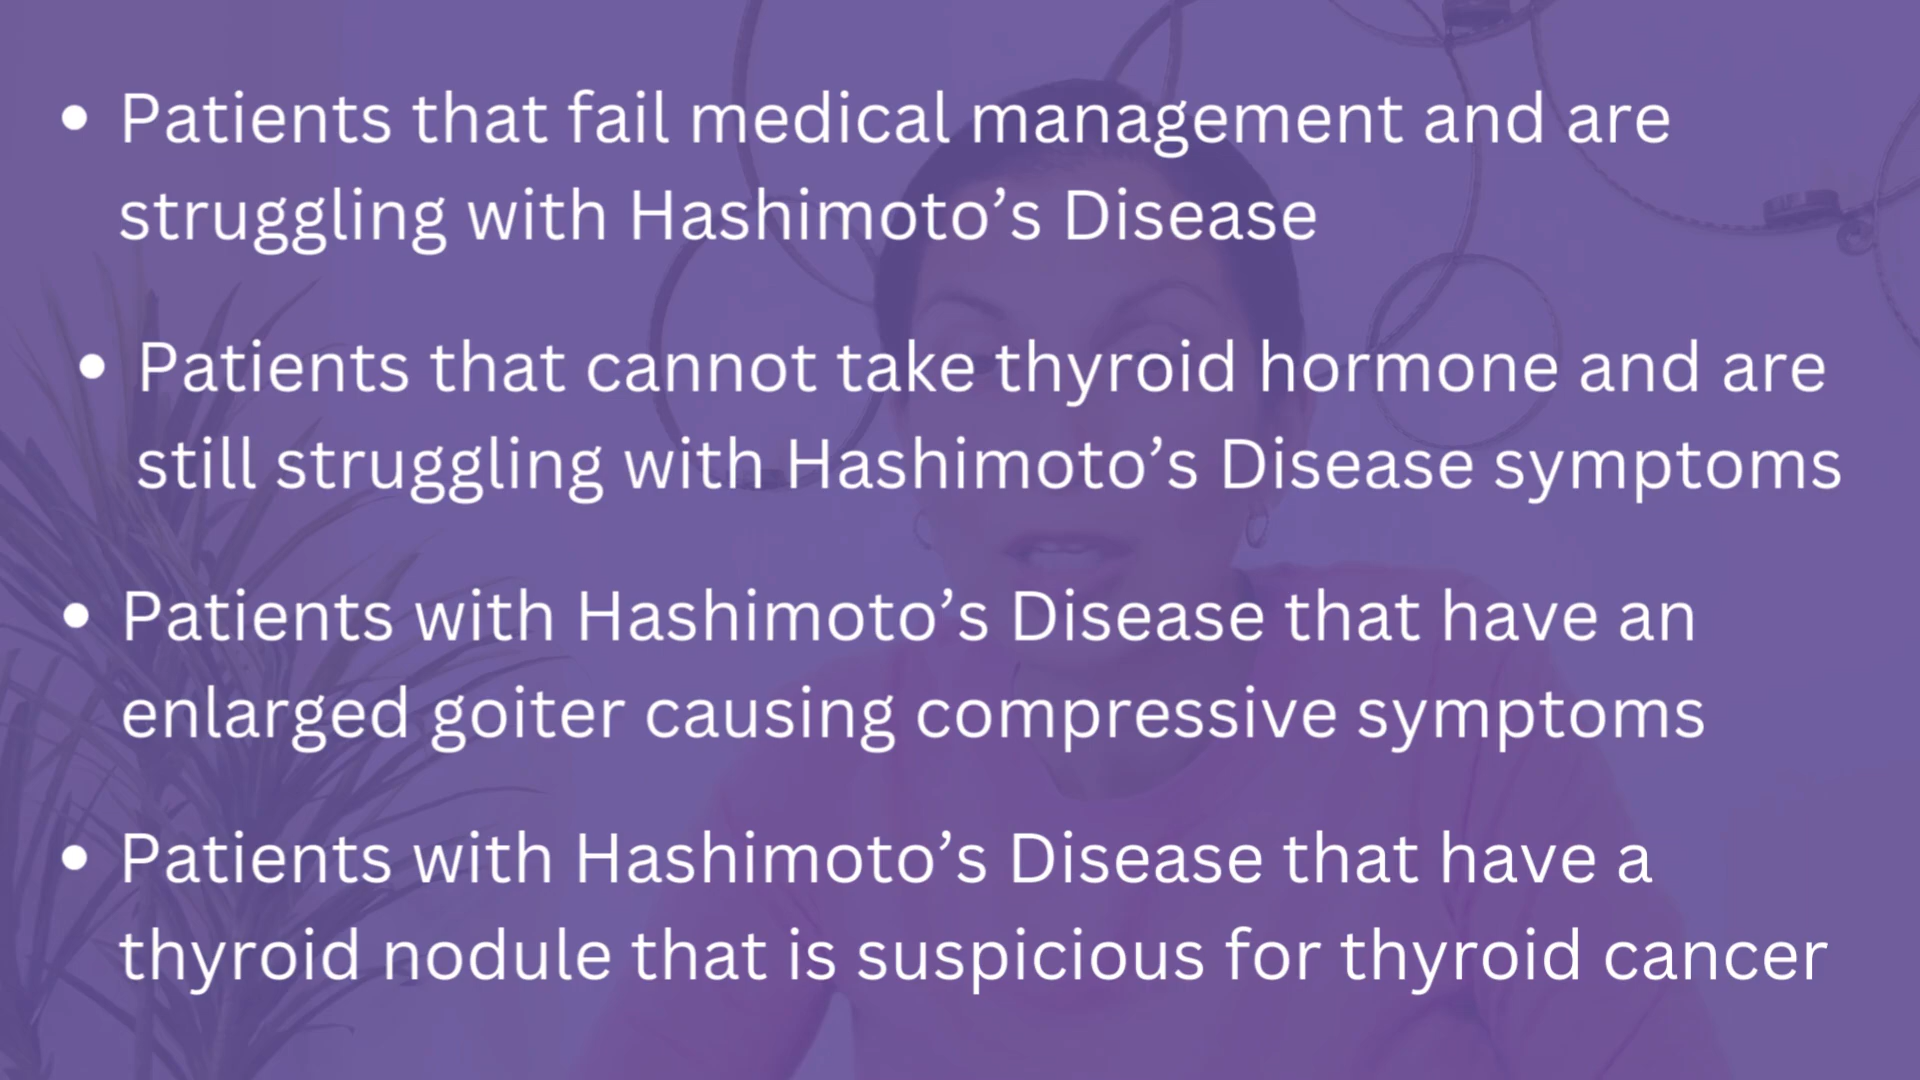 • Patients that fail medical management and are
struggling with Hashimoto’s Disease
• Patients that cannot take thyroid hormone and are
still struggling with Hashimoto’s Disease symptoms
• Patients with Hashimoto’s Disease that have an
enlarged goiter causing compressive symptoms
• Patients with Hashimoto’s Disease that have a
thyroid nodule that is suspicious for thyroid cancer